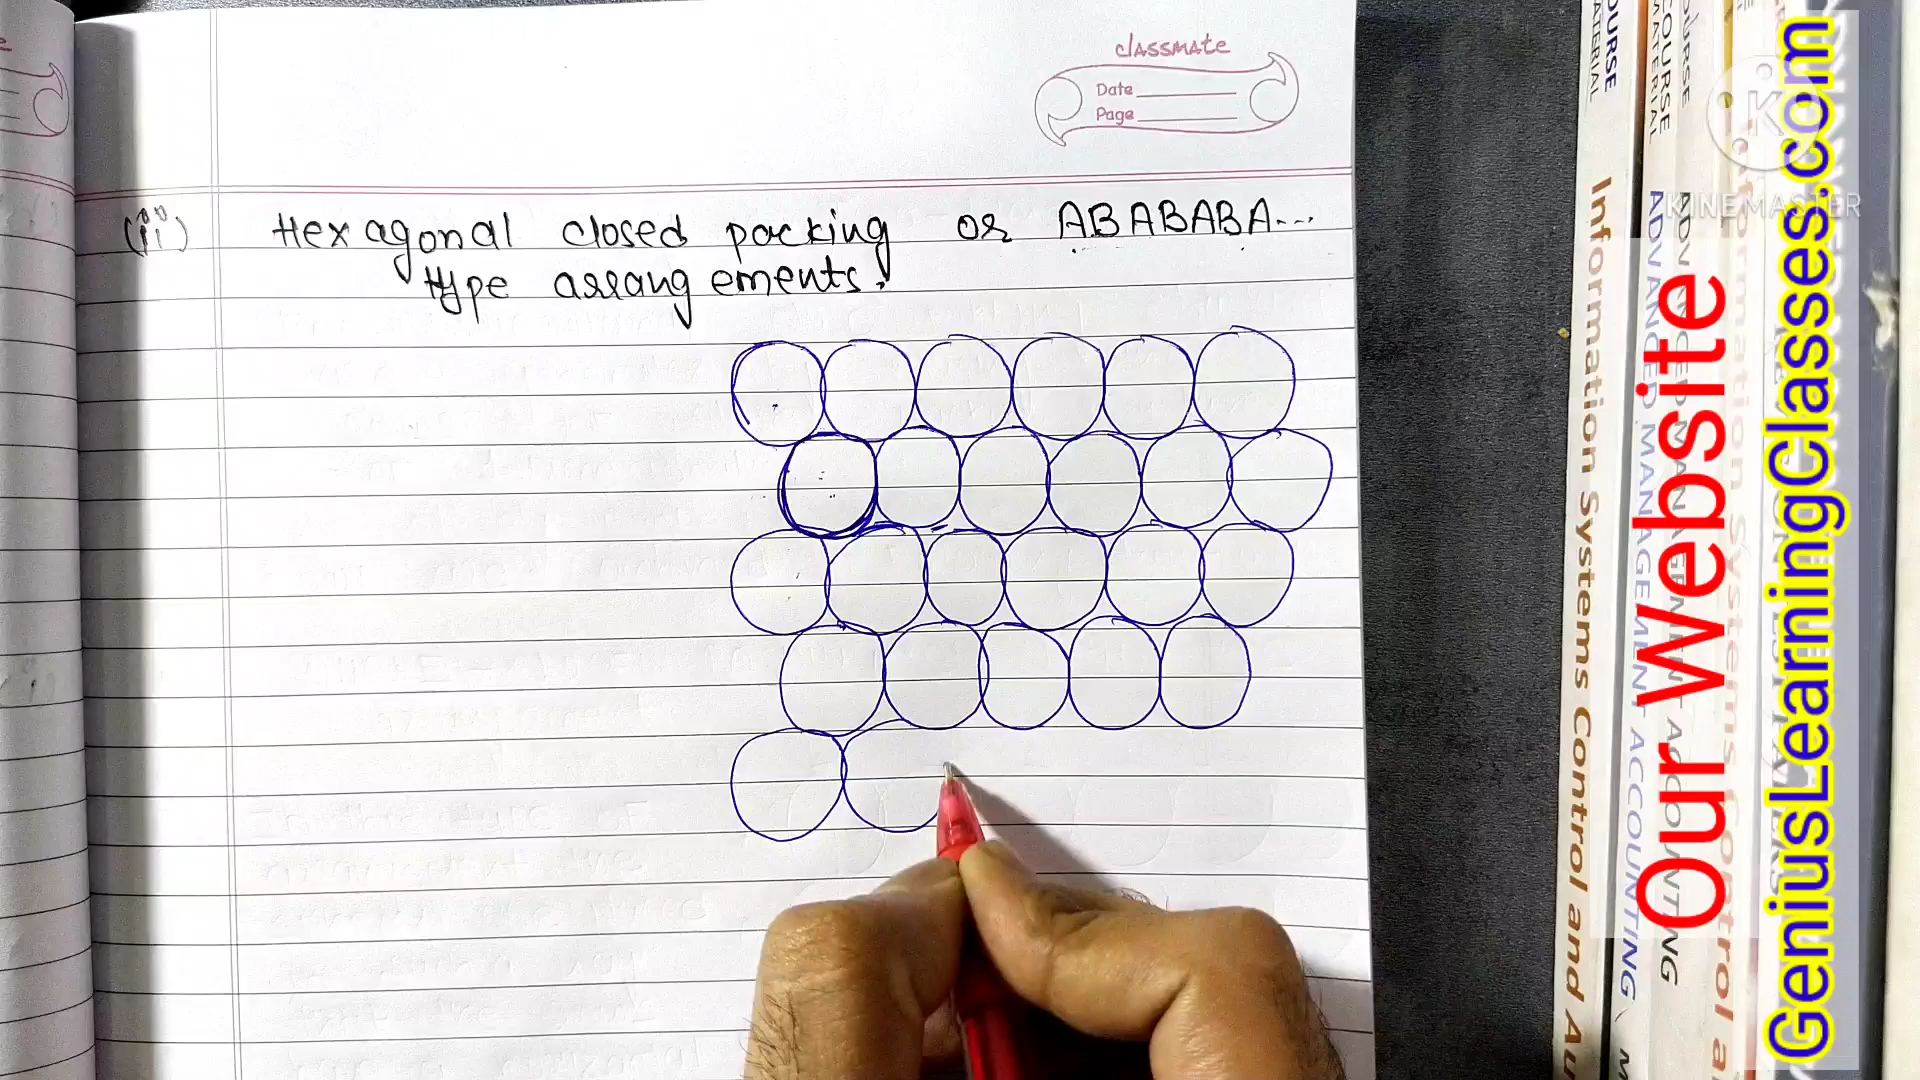 classmate
Date
Page
(ii) Hexagonal closed packing or ABABABA...
type arrangements.
KINEMASTER
Our Website
GeniusLearningClasses.com
COURSE
MATERIAL
COURSE
MATERIAL
Information Systems Control and
ADVANCED MANAGEMENT ACCOUNTING